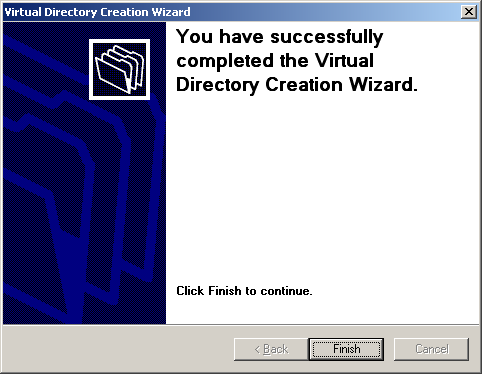 Virtual Directory Creation Wizard
You have successfully
completed the Virtual
Directory Creation Wizard.
Click Finish to continue.
< Back Finish Cancel